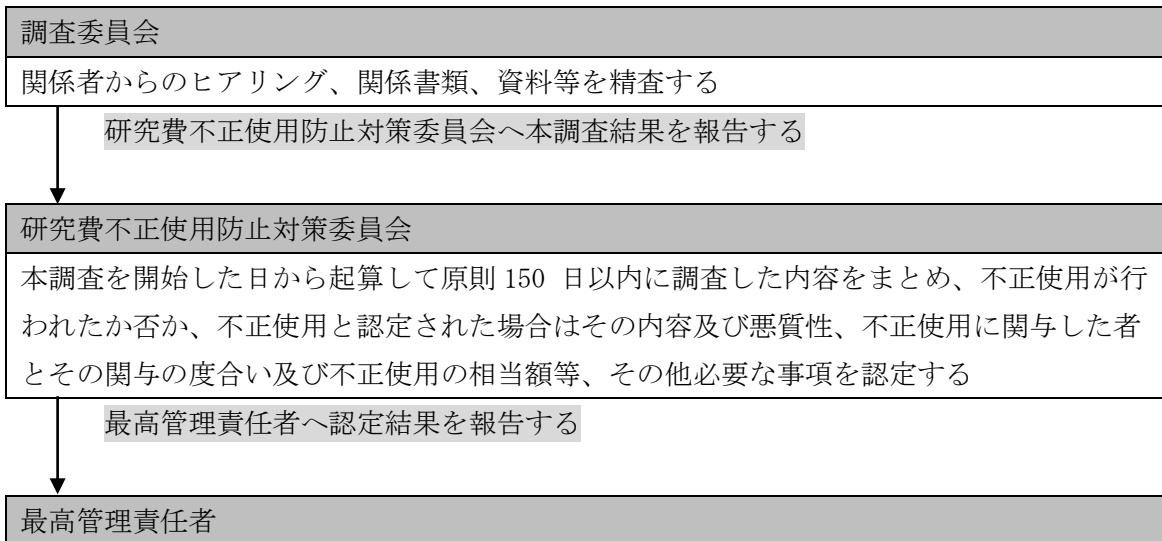 調査委員会
関係者からのヒアリング、関係書類、資料等を精査する
研究費不正使用防止対策委員会へ本調査結果を報告する
研究費不正使用防止対策委員会
本調査を開始した日から起算して原則 150 日以内に調査した内容をまとめ、不正使用が行
われたか否か、不正使用と認定された場合はその内容及び悪質性、不正使用に関与した者
とその関与の度合い及び不正使用の相当額等、その他必要な事項を認定する
最高管理責任者へ認定結果を報告する
最高管理責任者